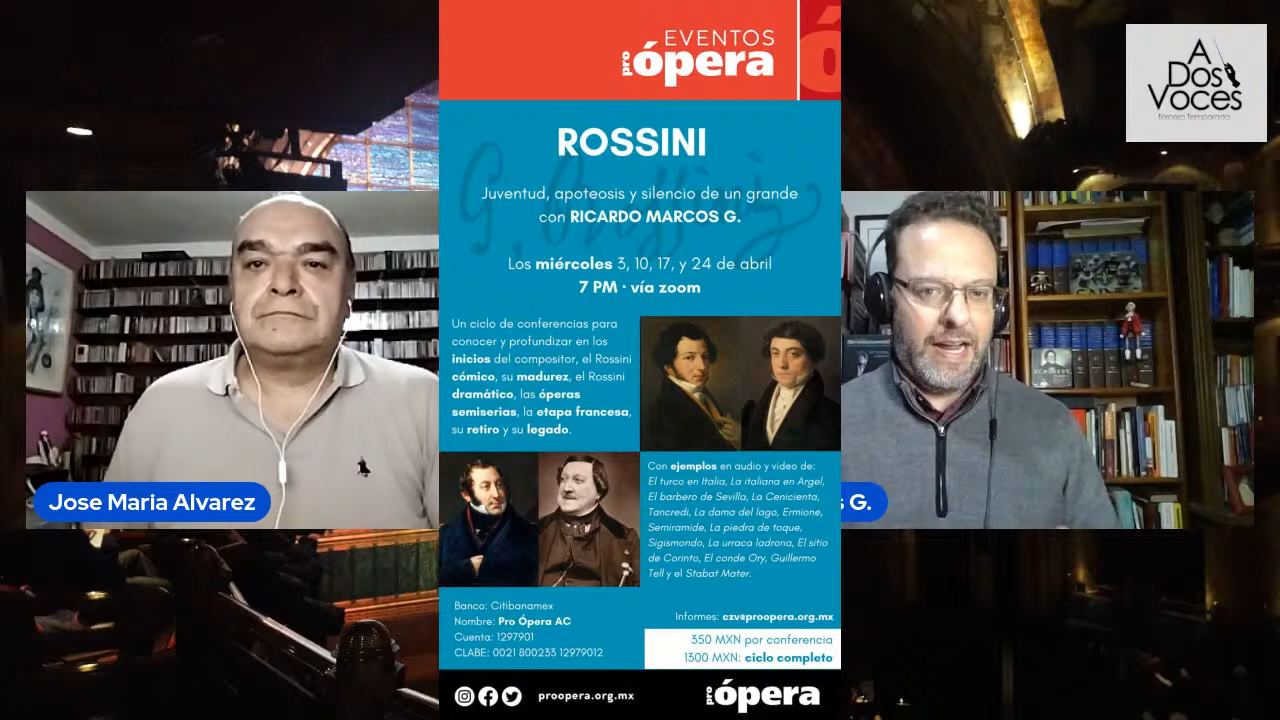 EVENTOS
pro ópera
A
Dos
Voces
Tercera Temporada
ROSSINI
Juventud, apoteosis y silencio de un grande
con RICARDO MARCOS G.
Los miércoles 3, 10, 17, y 24 de abril
7 PM · vía zoom
Un ciclo de conferencias para
conocer y profundizar en los
inicios del compositor, el Rossini
cómico, su madurez, el Rossini
dramático, las óperas
semiserias, la etapa francesa,
su retiro y su legado.
Con ejemplos en audio y video de:
El turco en Italia, La italiana en Argel,
El barbero de Sevilla, La Cenicienta,
Tancredi, La dama del lago, Ermione,
Semiramide, La piedra de toque,
Sigismondo, La urraca ladrona, El sitio
de Corinto, El conde Ory, Guillermo
Tell y el Stabat Mater.
Jose Maria Alvarez
s G.
Banco: Citibanamex
Nombre: Pro Ópera AC
Cuenta: 1297901
CLABE: 0021 800233 12979012
Informes: czv@proopera.org.mx
350 MXN por conferencia
1300 MXN: ciclo completo
proopera.org.mx
pro ópera